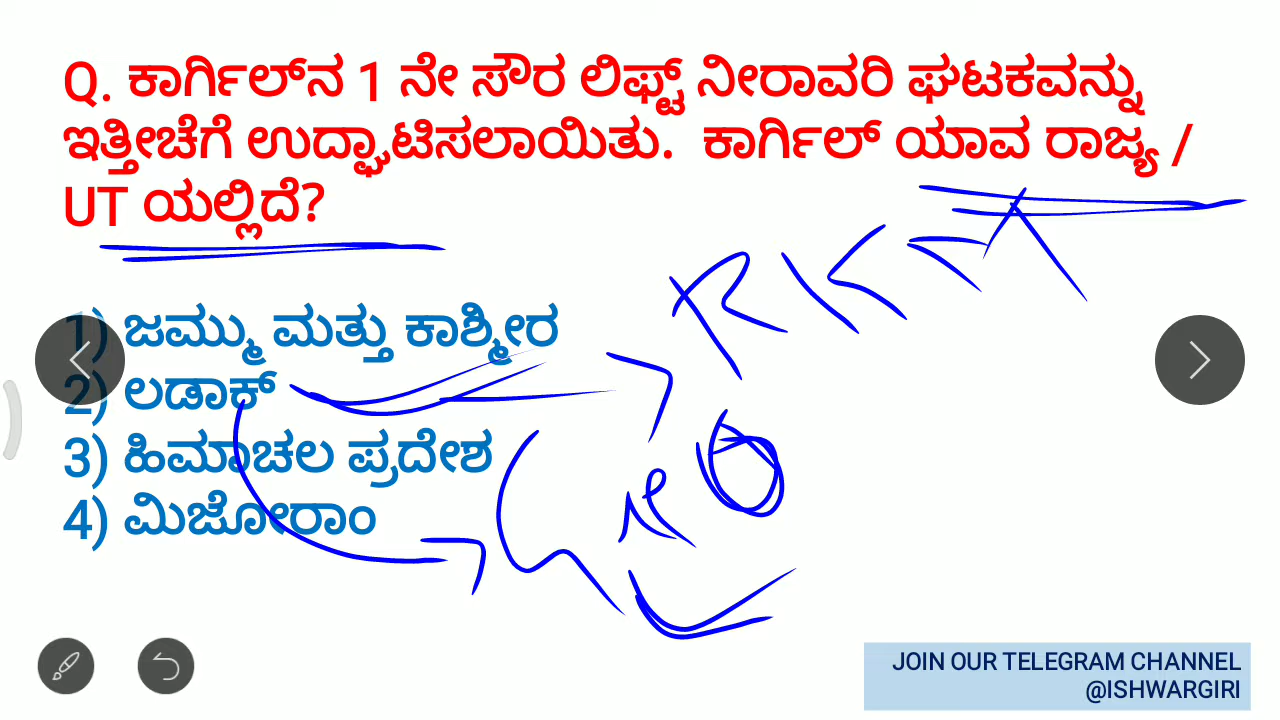 Q. ಕಾರ್ಗಿಲ್‌ನ 1 ನೇ ಸೌರ ಲಿಫ್ಟ್ ನೀರಾವರಿ ಘಟಕವನ್ನು
ಇತ್ತೀಚೆಗೆ ಉದ್ಘಾಟಿಸಲಾಯಿತು. ಕಾರ್ಗಿಲ್ ಯಾವ ರಾಜ್ಯ /
UT ಯಲ್ಲಿದೆ?
1) ಜಮ್ಮು ಮತ್ತು ಕಾಶ್ಮೀರ
2) ಲಡಾಕ್
3) ಹಿಮಾಚಲ ಪ್ರದೇಶ
4) ಮಿಜೋರಾಂ
JOIN OUR TELEGRAM CHANNEL
@ISHWARGIRI